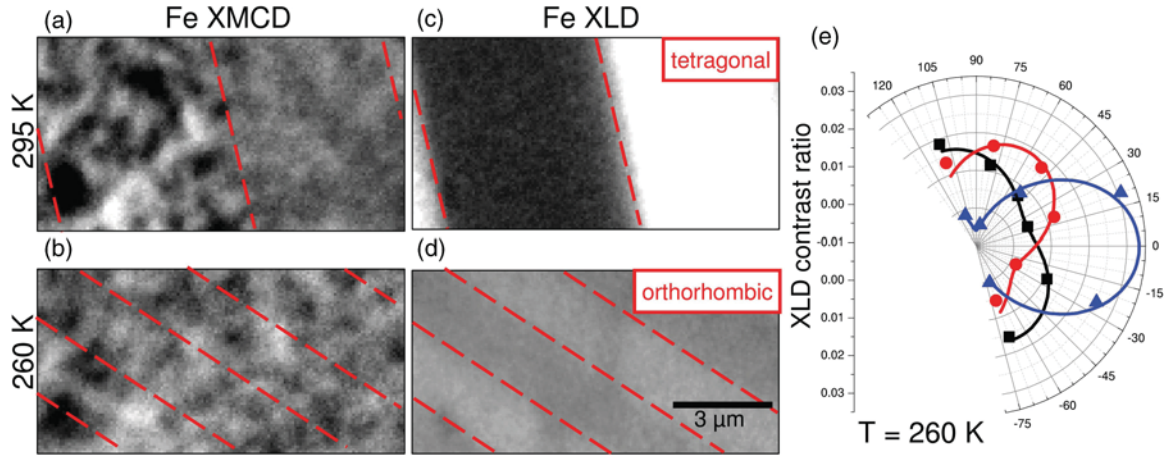 (a) Fe XMCD
(c) Fe XLD
(e)
295 K
tetragonal
(b)
(d)
260 K
orthorhombic
3 μm
XLD contrast ratio
0.03
0.02
0.01
0.00
-0.01
0.00
0.01
0.02
0.03
120
105
90
75
60
45
30
15
0
-15
-30
-45
-60
-75
T = 260 K